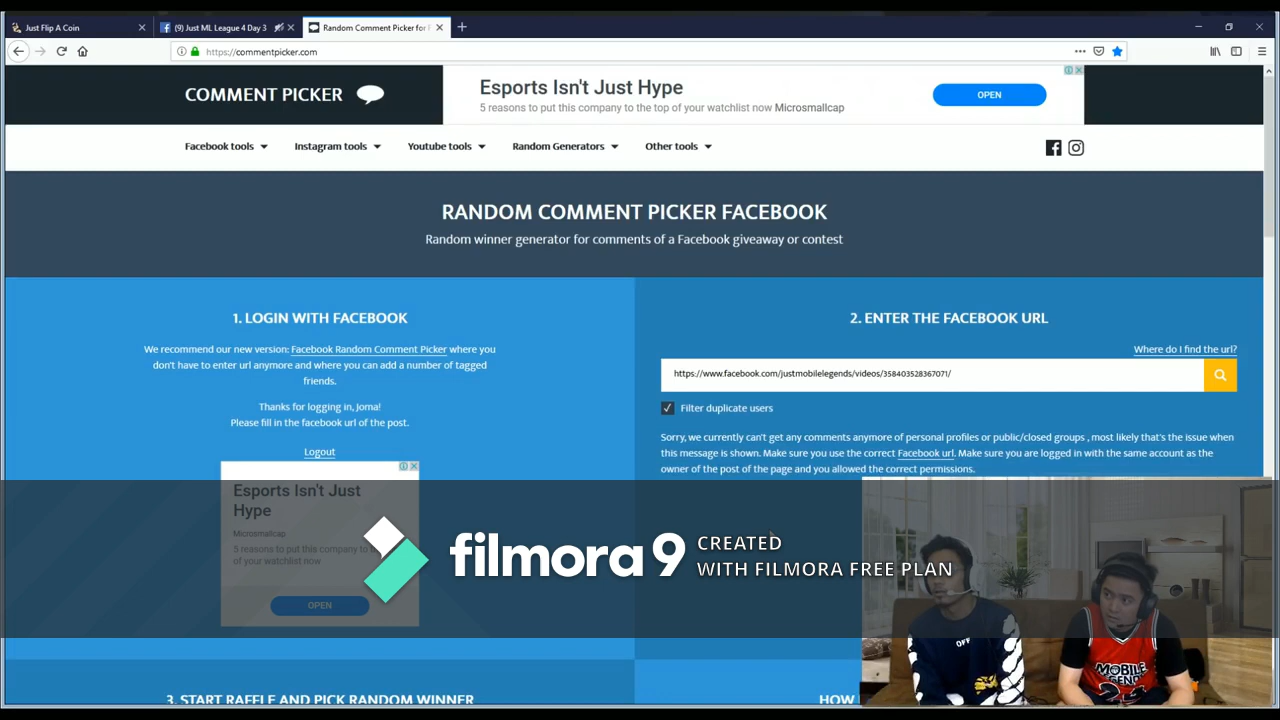 Just Flip A Coin
(9) Just ML League 4 Day 3
Random Comment Picker for F
https://commentpicker.com
COMMENT PICKER
Esports Isn't Just Hype
5 reasons to put this company to the top of your watchlist now Microsmallcap
OPEN
Facebook tools
Instagram tools
Youtube tools
Random Generators
Other tools
RANDOM COMMENT PICKER FACEBOOK
Random winner generator for comments of a Facebook giveaway or contest
1. LOGIN WITH FACEBOOK
We recommend our new version: Facebook Random Comment Picker where you
don't have to enter url anymore and where you can add a number of tagged
friends.
Thanks for logging in, Joma!
Please fill in the facebook url of the post.
Logout
Esports Isn't Just
Hype
Microsmallcap
5 reasons to put this company to t
of your watchlist now
OPEN
2. ENTER THE FACEBOOK URL
Where do I find the url?
https://www.facebook.com/justmobilelegends/videos/358403528367071/
Filter duplicate users
Sorry, we currently can't get any comments anymore of personal profiles or public/closed groups , most likely that's the issue when
this message is shown. Make sure you use the correct Facebook url. Make sure you are logged in with the same account as the
owner of the post of the page and you allowed the correct permissions.
filmora 9
CREATED
WITH FILMORA FREE PLAN
OFF
MOBILE
LEGENDS
3. START RAFFLE AND PICK RANDOM WINNER
HOW